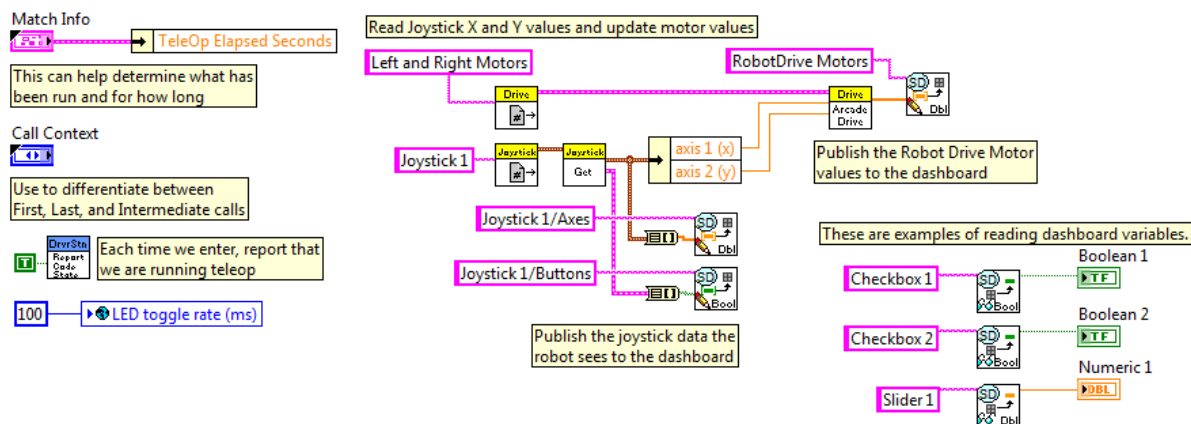 Match Info
TeleOp Elapsed Seconds
This can help determine what has
been run and for how long
Call Context
Use to differentiate between
First, Last, and Intermediate calls
DrvrStn
Report
Code
State
T
Each time we enter, report that
we are running teleop
100
LED toggle rate (ms)
Read Joystick X and Y values and update motor values
Left and Right Motors
RobotDrive Motors
SD
Dbl
Drive
#
Drive
Arcade
Drive
Joystick 1
Joystick
#
Joystick
Get
axis 1 (x)
axis 2 (y)
Publish the Robot Drive Motor
values to the dashboard
Joystick 1/Axes
SD
Dbl
Joystick 1/Buttons
SD
Bool
Publish the joystick data the
robot sees to the dashboard
These are examples of reading dashboard variables.
Checkbox 1
SD
Bool
Boolean 1
TF
Checkbox 2
SD
Bool
Boolean 2
TF
Slider 1
SD
Dbl
Numeric 1
DBL